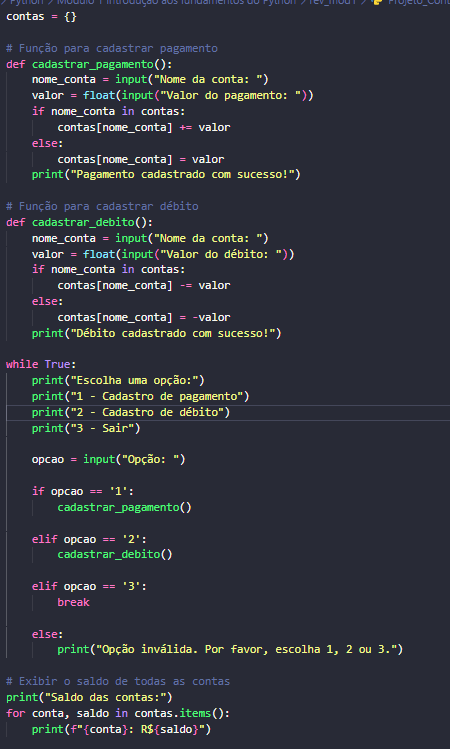 Python > Módulo 1 Introdução aos fundamentos do Python > rev_mod1 >
contas = {}
# Função para cadastrar pagamento
def cadastrar_pagamento():
    nome_conta = input("Nome da conta: ")
    valor = float(input("Valor do pagamento: "))
    if nome_conta in contas:
        contas[nome_conta] += valor
    else:
        contas[nome_conta] = valor
    print("Pagamento cadastrado com sucesso!")
# Função para cadastrar débito
def cadastrar_debito():
    nome_conta = input("Nome da conta: ")
    valor = float(input("Valor do débito: "))
    if nome_conta in contas:
        contas[nome_conta] -= valor
    else:
        contas[nome_conta] = -valor
    print("Débito cadastrado com sucesso!")
while True:
    print("Escolha uma opção:")
    print("1 - Cadastro de pagamento")
    print("2 - Cadastro de débito")
    print("3 - Sair")
    opcao = input("Opção: ")
    if opcao == '1':
        cadastrar_pagamento()
    elif opcao == '2':
        cadastrar_debito()
    elif opcao == '3':
        break
    else:
        print("Opção inválida. Por favor, escolha 1, 2 ou 3.")
# Exibir o saldo de todas as contas
print("Saldo das contas:")
for conta, saldo in contas.items():
    print(f"{conta}: R${saldo}")